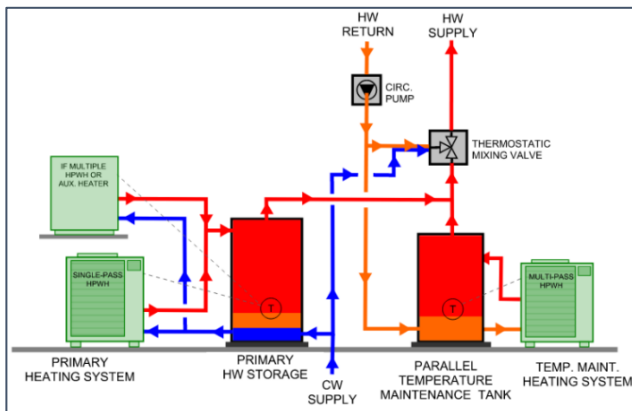 HW
RETURN
HW
SUPPLY
CIRC.
PUMP
THERMOSTATIC
MIXING VALVE
IF MULTIPLE
HPWH OR
AUX. HEATER
SINGLE-PASS
HPWH
T
T
MULTI-PASS
HPWH
PRIMARY
HEATING SYSTEM
PRIMARY
HW STORAGE
CW
SUPPLY
PARALLEL
TEMPERATURE
MAINTENANCE TANK
TEMP. MAINT.
HEATING SYSTEM